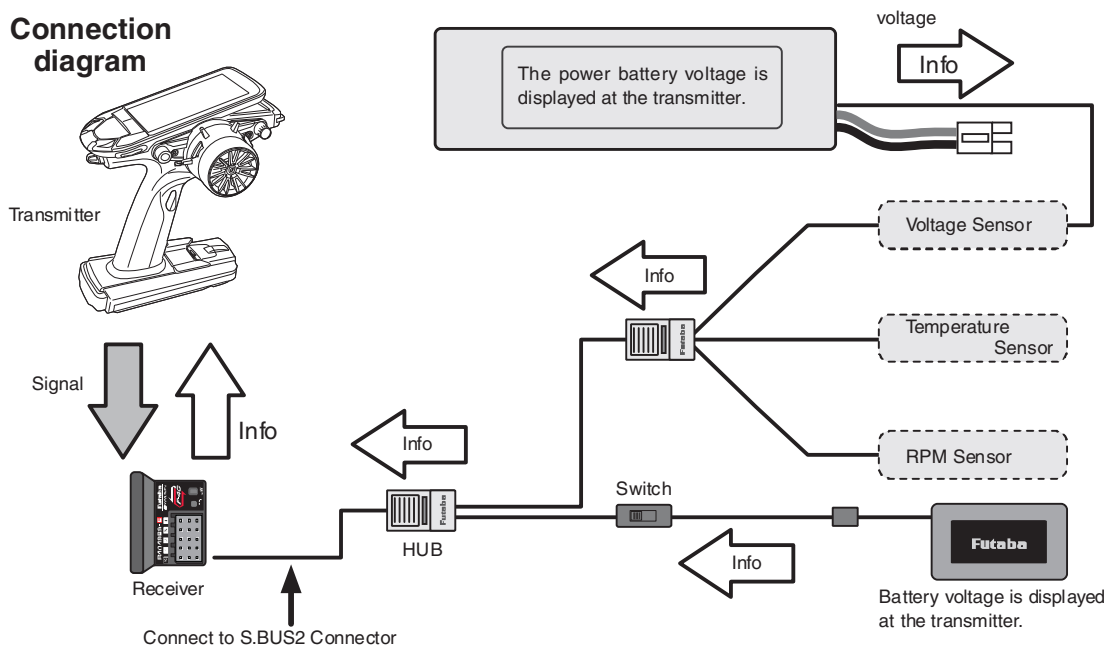 Connection
diagram
voltage
Info
The power battery voltage is
displayed at the transmitter.
Transmitter
Voltage Sensor
Info
Temperature
Sensor
Futaba
Signal
Info
Info
RPM Sensor
Switch
Futaba
HUB
Futaba
Info
Receiver
Battery voltage is displayed
at the transmitter.
Connect to S.BUS2 Connector